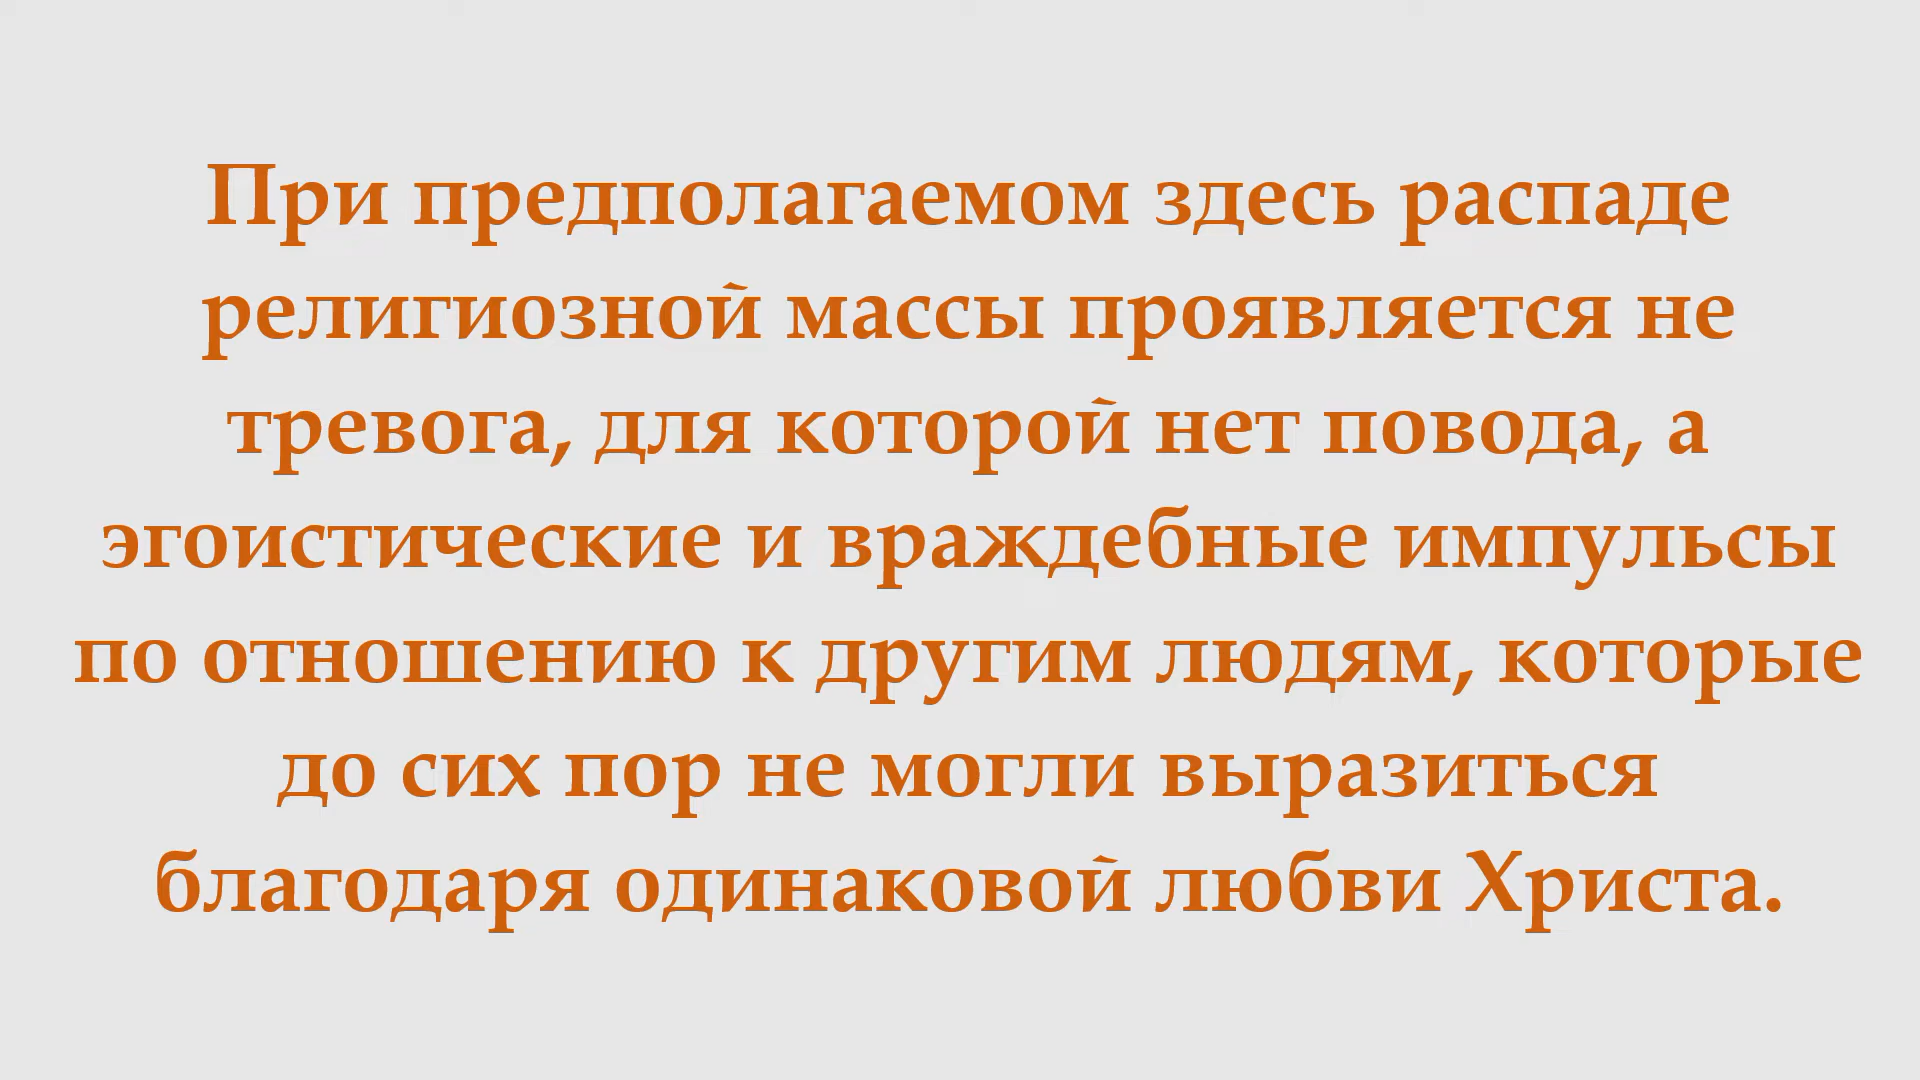 При предполагаемом здесь распаде
религиозной массы проявляется не
тревога, для которой нет повода, а
эгоистические и враждебные импульсы
по отношению к другим людям, которые
до сих пор не могли выразиться
благодаря одинаковой любви Христа.